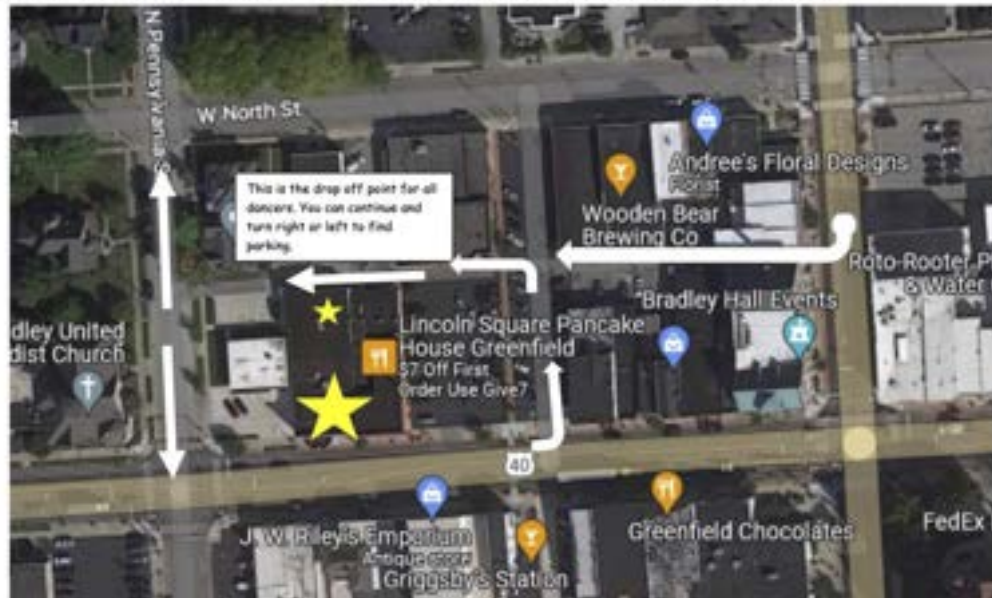 N Pennsylvania S
W North St
This is the drop off point for all
dancers. You can continue and
turn right or left to find
parking.
Andree's Floral Designs
Florist
Wooden Bear
Brewing Co
Roto-Rooter P
& Water
Bradley Hall Events
Lincoln Square Pancake
House Greenfield
$7 Off First
Order Use Give7
dley United
dist Church
40
J. W. Riley's Emporium
Antique store
Griggsby's Station
Greenfield Chocolates
FedEx